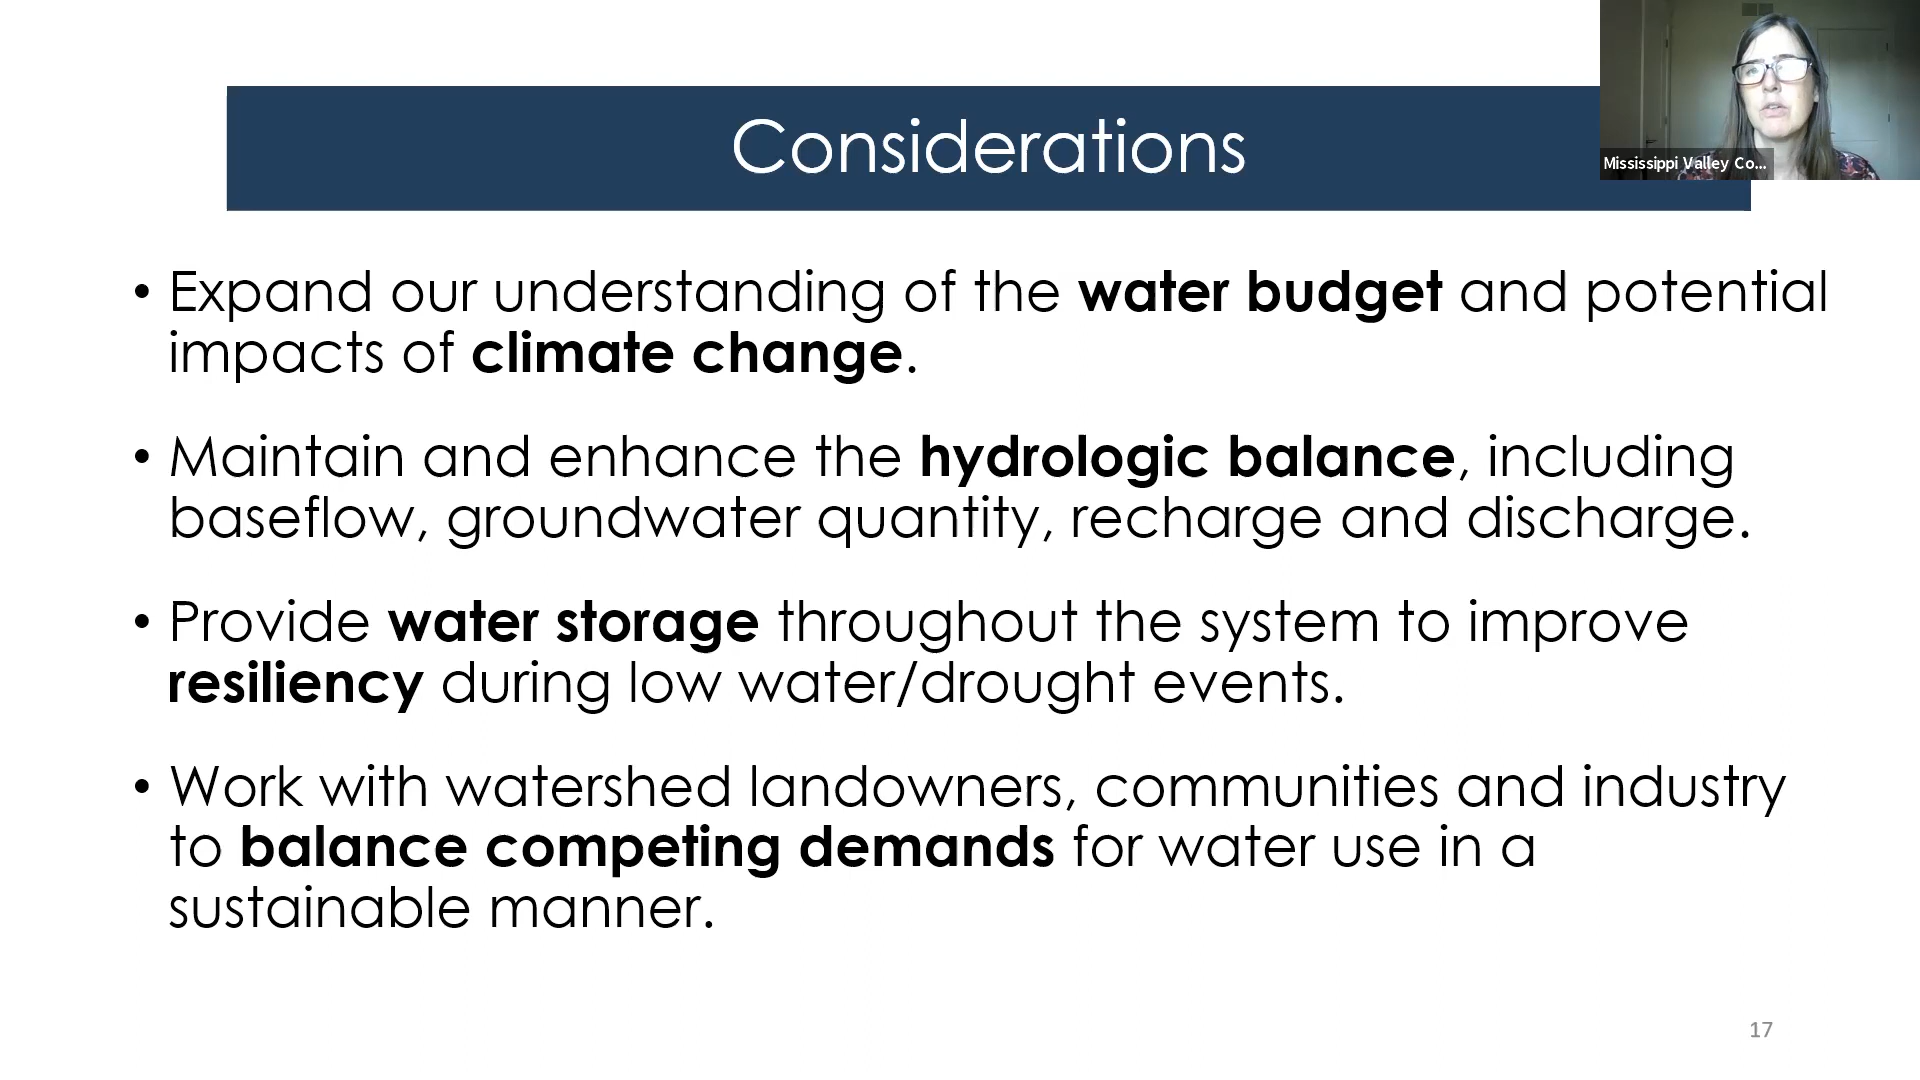 Considerations
Mississippi Valley Co...
• Expand our understanding of the water budget and potential
impacts of climate change.
• Maintain and enhance the hydrologic balance, including
baseflow, groundwater quantity, recharge and discharge.
• Provide water storage throughout the system to improve
resiliency during low water/drought events.
• Work with watershed landowners, communities and industry
to balance competing demands for water use in a
sustainable manner.
17